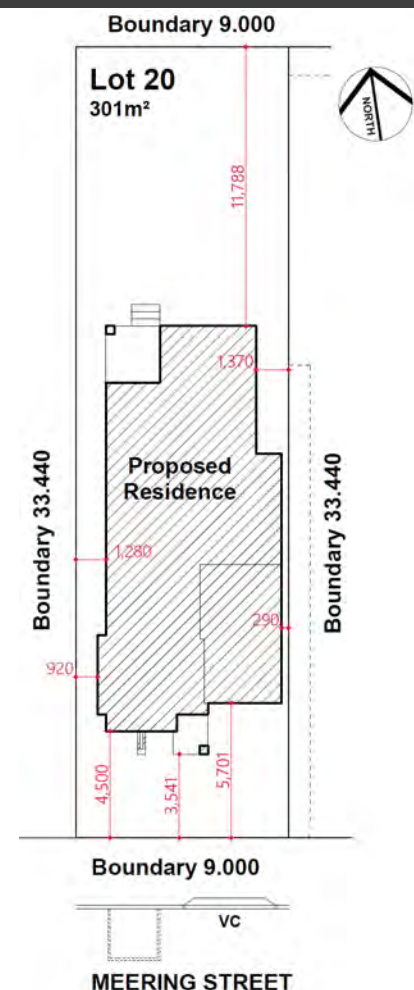 Boundary 9.000
Lot 20
301m²
NORTH
11,788
1,370
Proposed
Residence
Boundary 33.440
Boundary 33.440
1,280
290
920
4,500
3,541
5,701
Boundary 9.000
VC
MEERING STREET